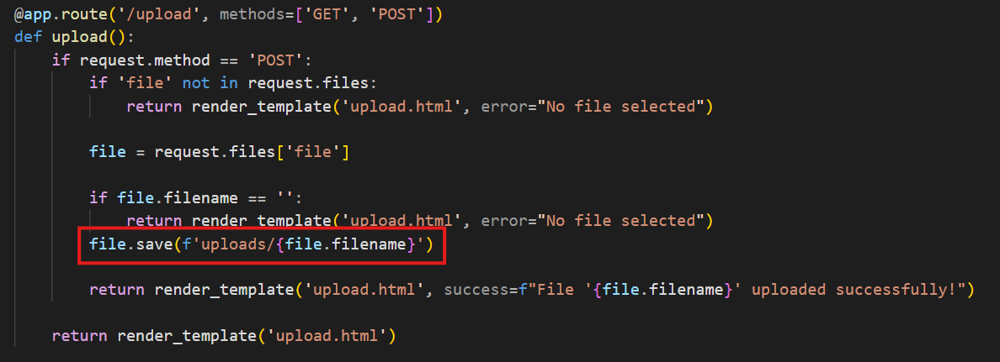 @app.route('/upload', methods=['GET', 'POST'])
def upload():
    if request.method == 'POST':
        if 'file' not in request.files:
            return render_template('upload.html', error="No file selected")

        file = request.files['file']

        if file.filename == '':
            return render_template('upload.html', error="No file selected")
        file.save(f'uploads/{file.filename}')

        return render_template('upload.html', success=f"File '{file.filename}' uploaded successfully!")

    return render_template('upload.html')